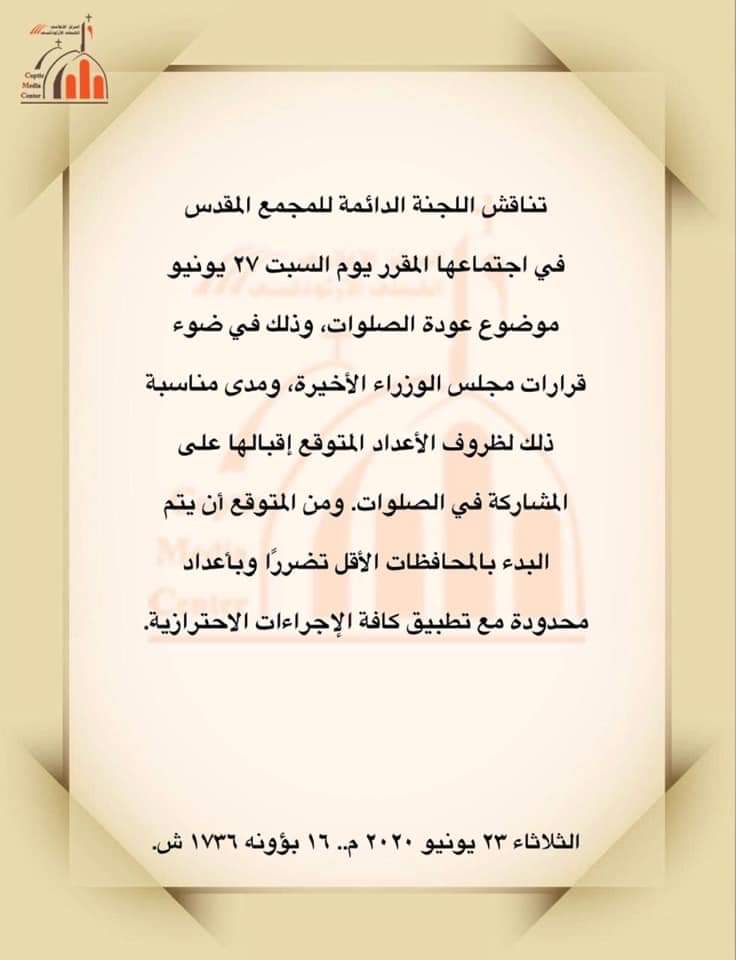 Coptic
Media
Center
تناقش اللجنة الدائمة للمجمع المقدس
في اجتماعها المقرر يوم السبت ٢٧ يونيو
موضوع عودة الصلوات، وذلك في ضوء
قرارات مجلس الوزراء الأخيرة، ومدى مناسبة
ذلك لظروف الأعداد المتوقع إقبالها على
المشاركة في الصلوات. ومن المتوقع أن يتم
البدء بالمحافظات الأقل تضررًا وبأعداد
محدودة مع تطبيق كافة الإجراءات الاحترازية.
الثلاثاء ٢٣ يونيو ٢٠٢٠ م.. ١٦ بؤونه ١٧٣٦ ش.